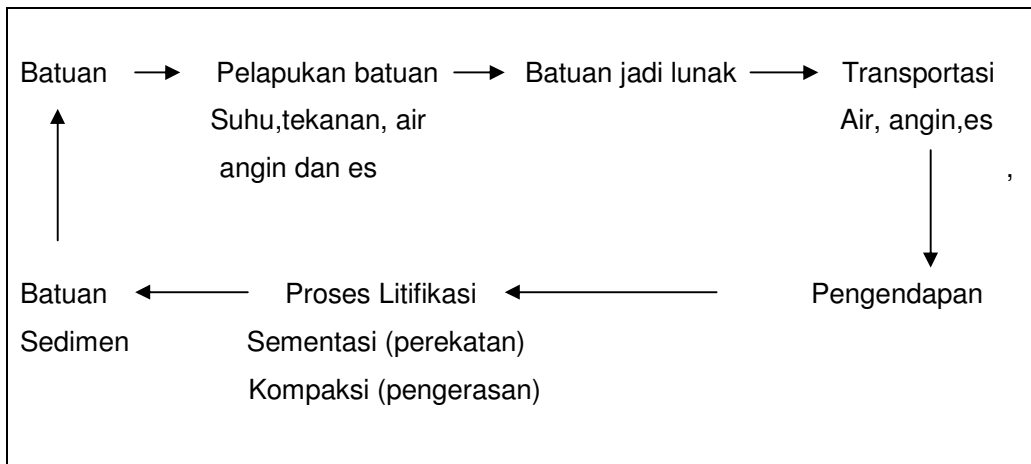 Batuan Pelapukan batuan Batuan jadi lunak Transportasi
Suhu,tekanan, air Air, angin,es
angin dan es ,
Batuan Proses Litifikasi Pengendapan
Sedimen Sementasi (perekatan)
Kompaksi (pengerasan)